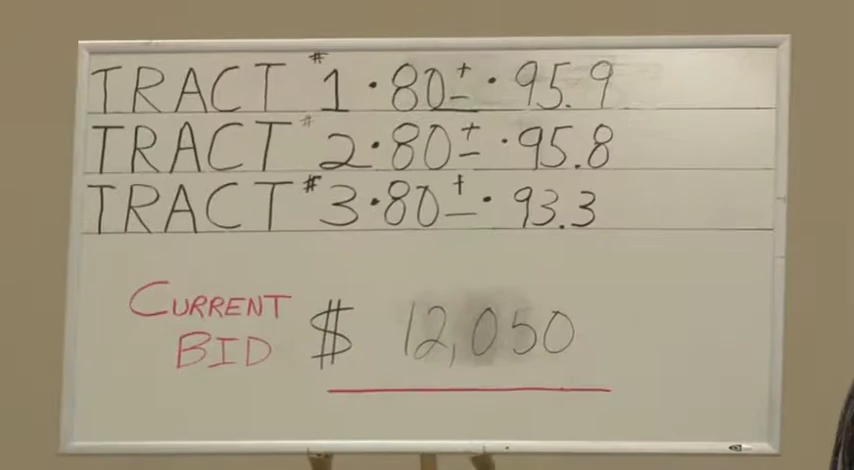 TRACT #1 · 80± · 95.9
TRACT #2 · 80± · 95.8
TRACT #3 · 80± · 93.3
CURRENT
BID $ 12,050